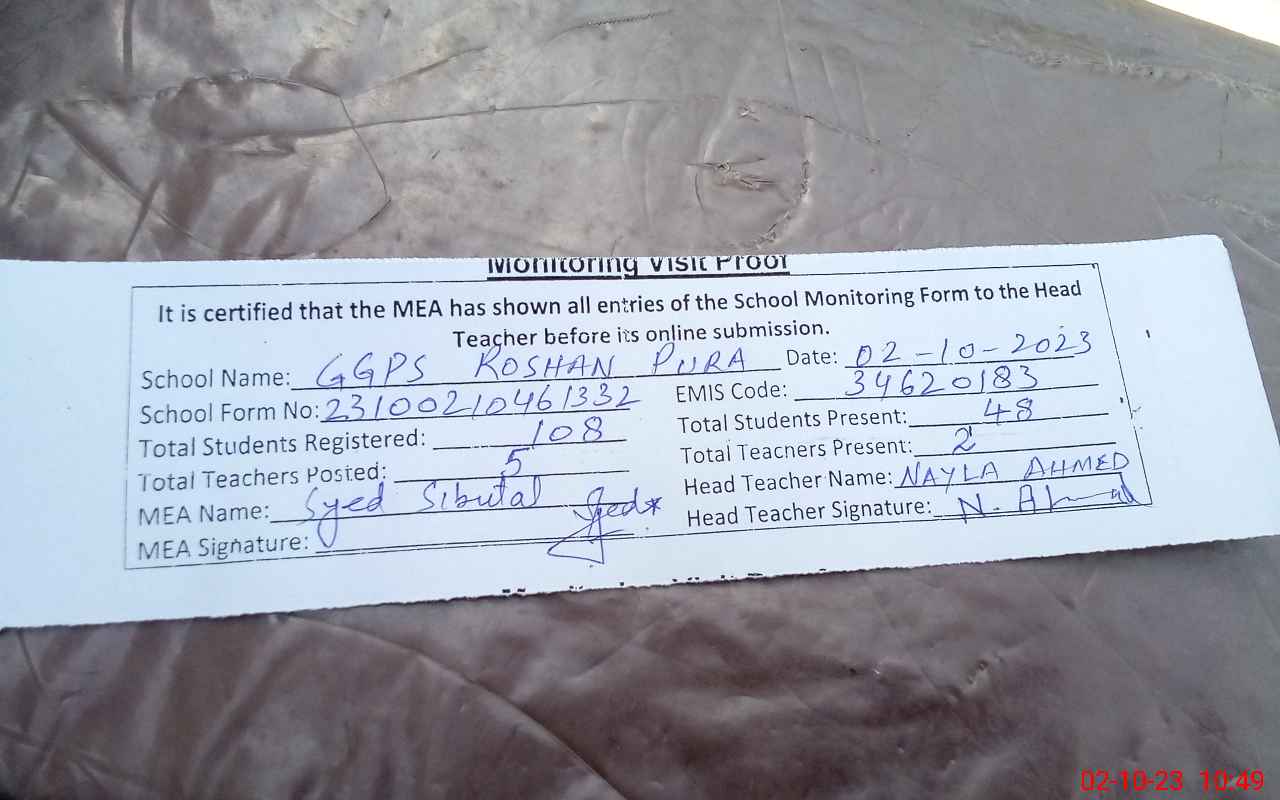 Monitoring Visit Proof
It is certified that the MEA has shown all entries of the School Monitoring Form to the Head
Teacher before its online submission.
School Name: GGPS ROSHAN PURA Date: 02-10-2023
School Form No: 23100210461332 EMIS Code: 34620183
Total Students Registered: 108 Total Students Present: 48
Total Teachers Posted: 5 Total Teachers Present: 2
MEA Name: Syed Sibutal Head Teacher Name: NAYLA AHMED
MEA Signature: Syed Head Teacher Signature: N. Ahmad
02-10-23 10:49